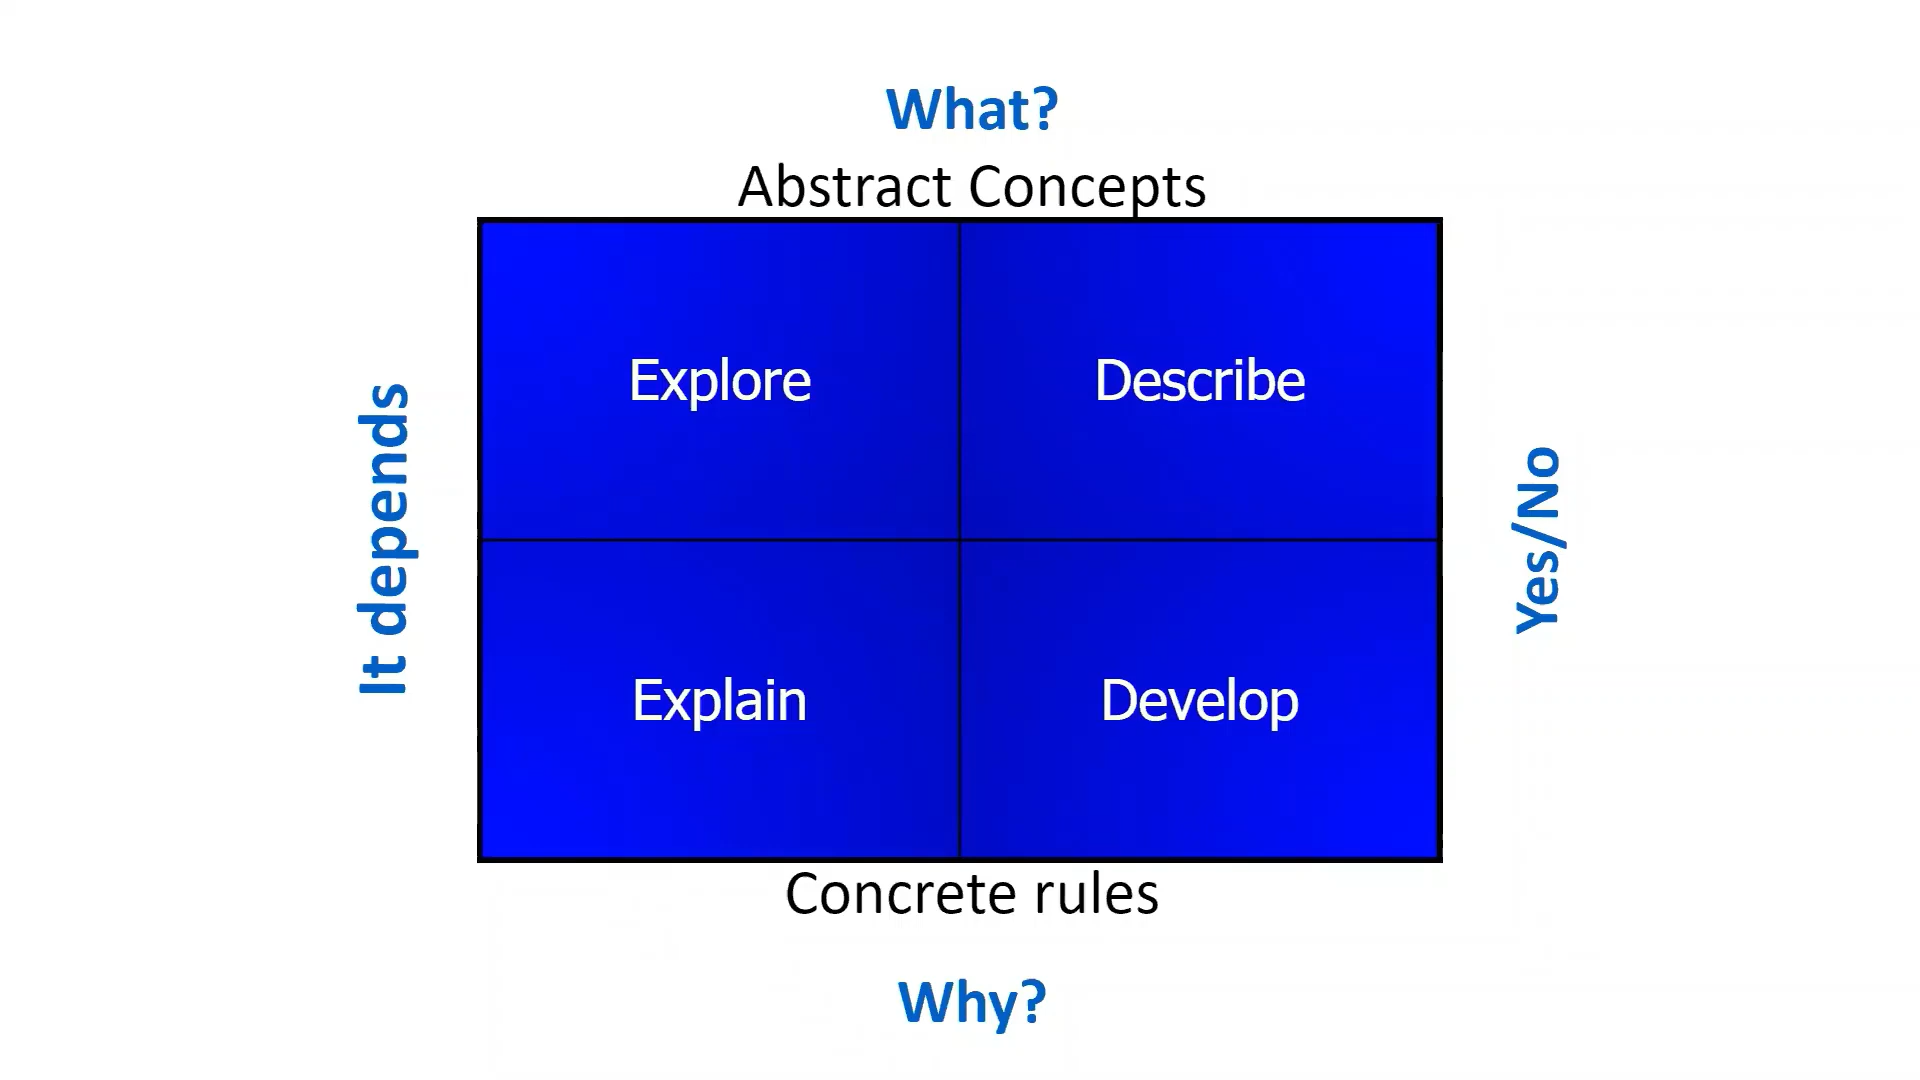 What?
Abstract Concepts
Explore
Describe
It depends
Yes/No
Explain
Develop
Concrete rules
Why?